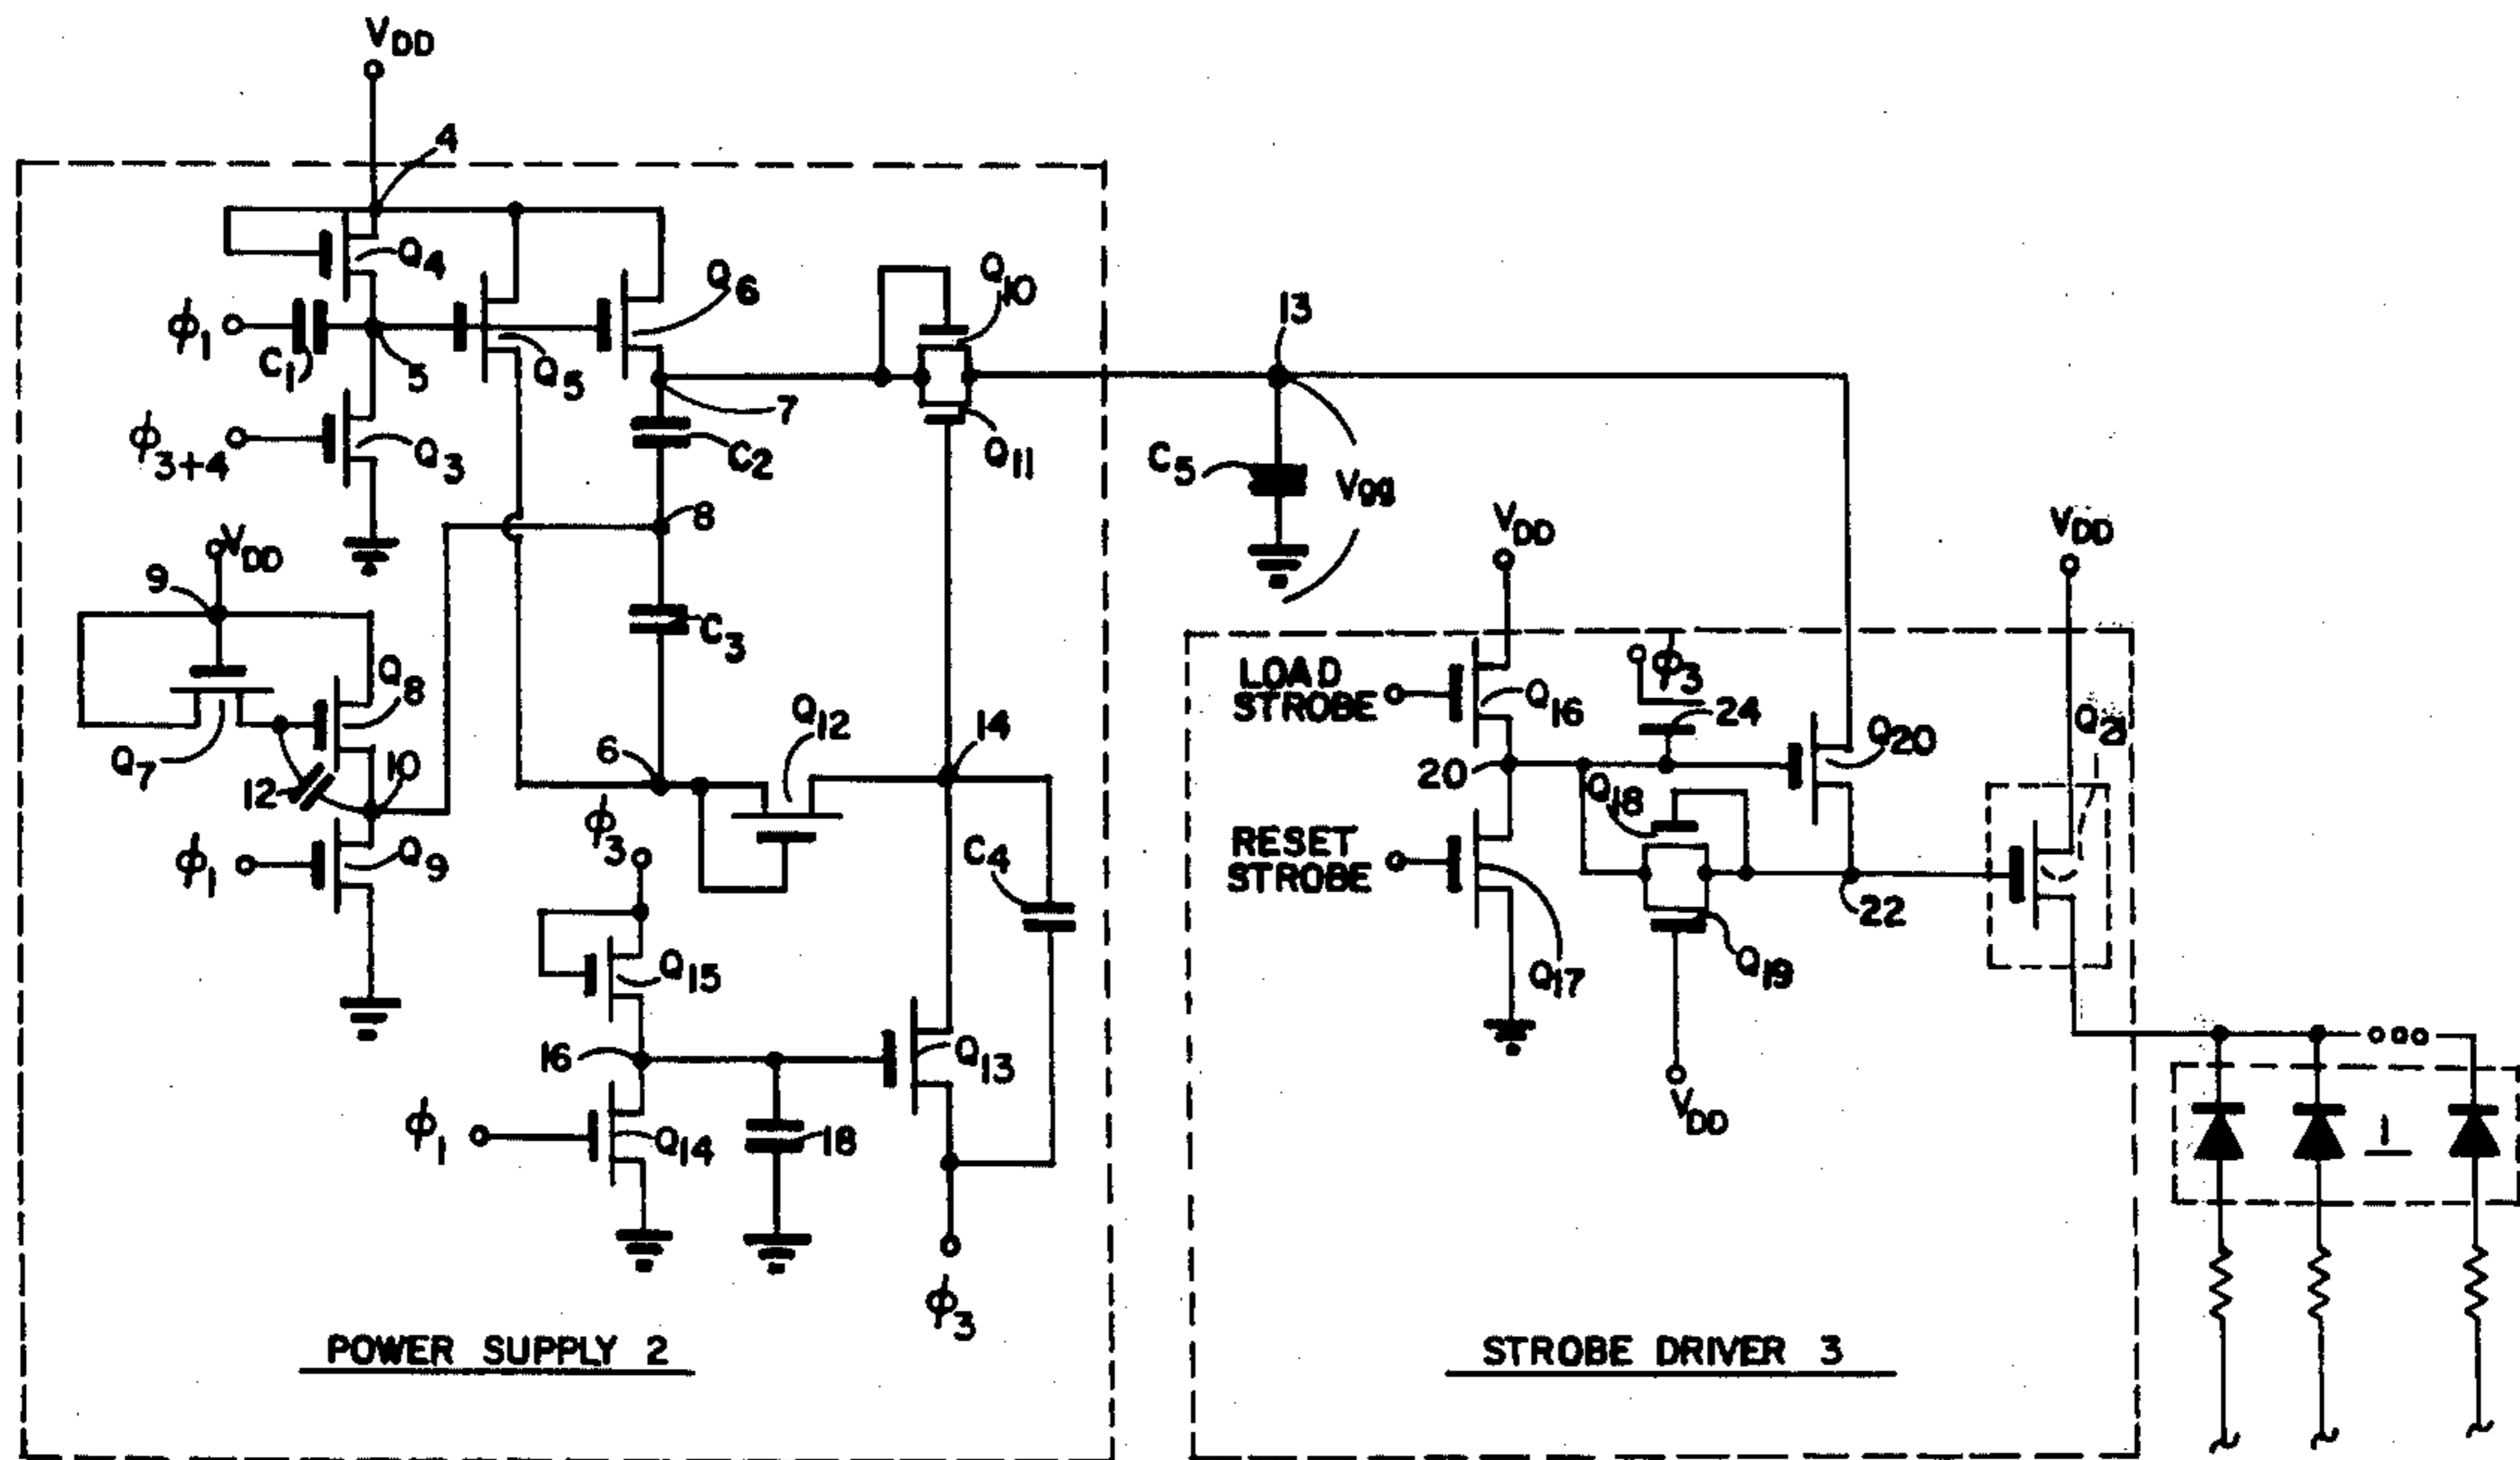 VDD
4
Q4
Q6
Q10
ϕ1
C1
5
Q5
13
7
ϕ3+4
Q3
C2
Q11
C5
Vgg
8
VDD
VDD
VDD
9
C3
ϕ3
LOAD
STROBE
Q16
24
Q8
Q12
14
Q20
Q21
Q7
10
6
12
20
Q18
ϕ3
RESET
STROBE
ϕ1
Q9
C4
22
Q15
Q17
Q19
16
Q13
VDD
ϕ1
Q14
18
1
ϕ3
POWER SUPPLY 2
STROBE DRIVER 3